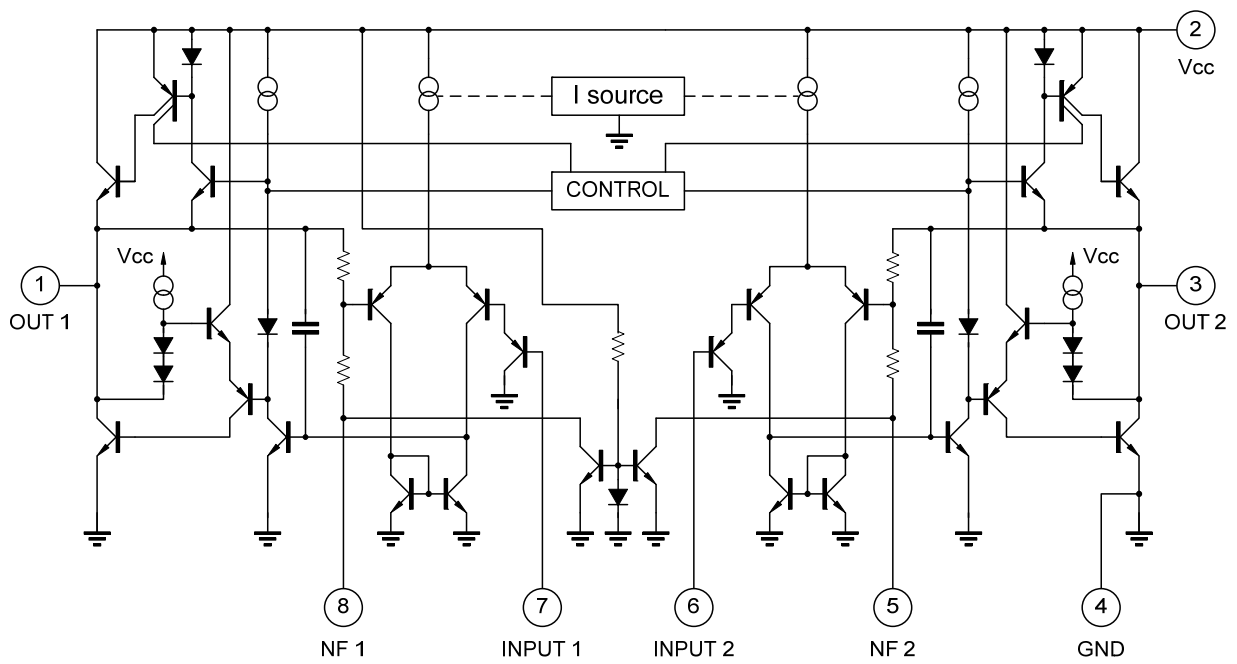 2
Vcc
I source
CONTROL
Vcc
Vcc
1
OUT 1
3
OUT 2
8
NF 1
7
INPUT 1
6
INPUT 2
5
NF 2
4
GND